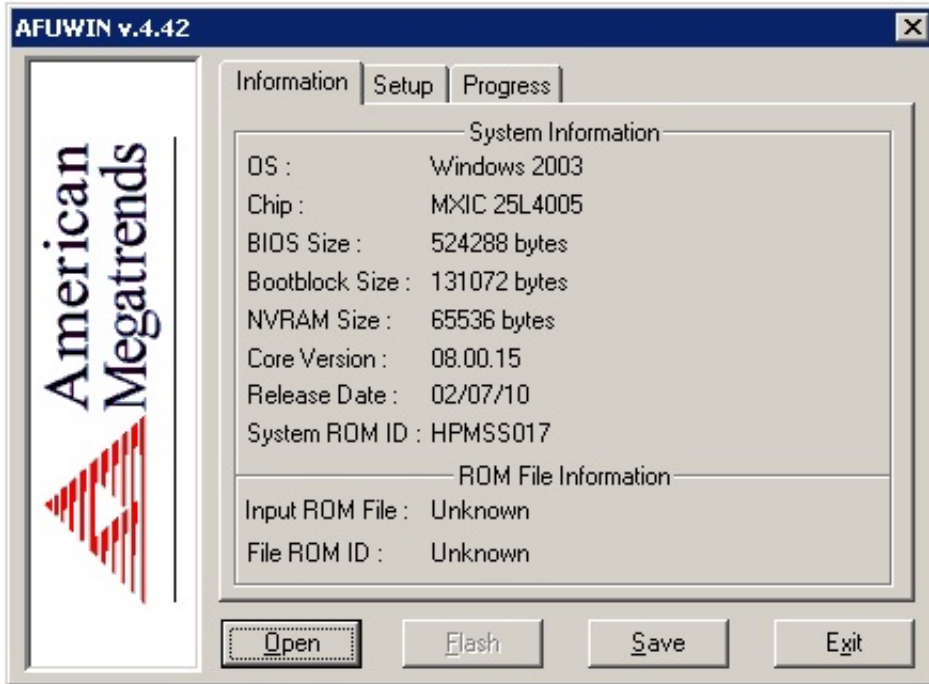 AFUWIN v.4.42
American
Megatrends
Information Setup Progress
System Information
OS : Windows 2003
Chip : MXIC 25L4005
BIOS Size : 524288 bytes
Bootblock Size : 131072 bytes
NVRAM Size : 65536 bytes
Core Version : 08.00.15
Release Date : 02/07/10
System ROM ID : HPMSS017
ROM File Information
Input ROM File : Unknown
File ROM ID : Unknown
Open Flash Save Exit